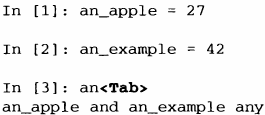 In [1]: an_apple = 27
In [2]: an_example = 42
In [3]: an<Tab>
an_apple and an_example any